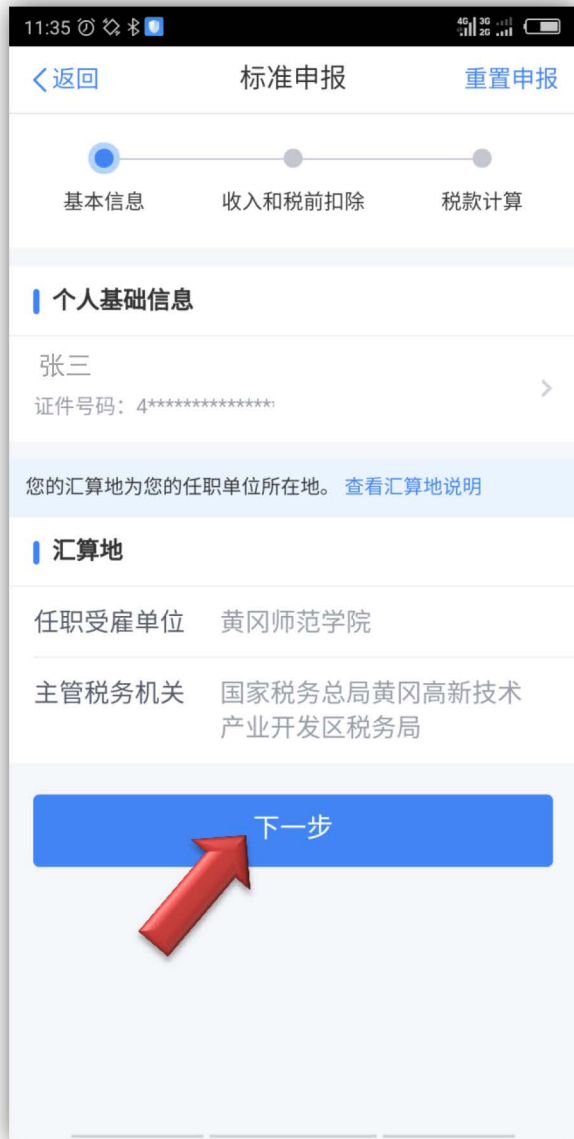 11:35
4G 3G 2G
返回 标准申报 重置申报
基本信息 收入和税前扣除 税款计算
个人基础信息
张三
证件号码：4**************
您的汇算地为您的任职单位所在地。 查看汇算地说明
汇算地
任职受雇单位 黄冈师范学院
主管税务机关 国家税务总局黄冈高新技术
产业开发区税务局
下一步